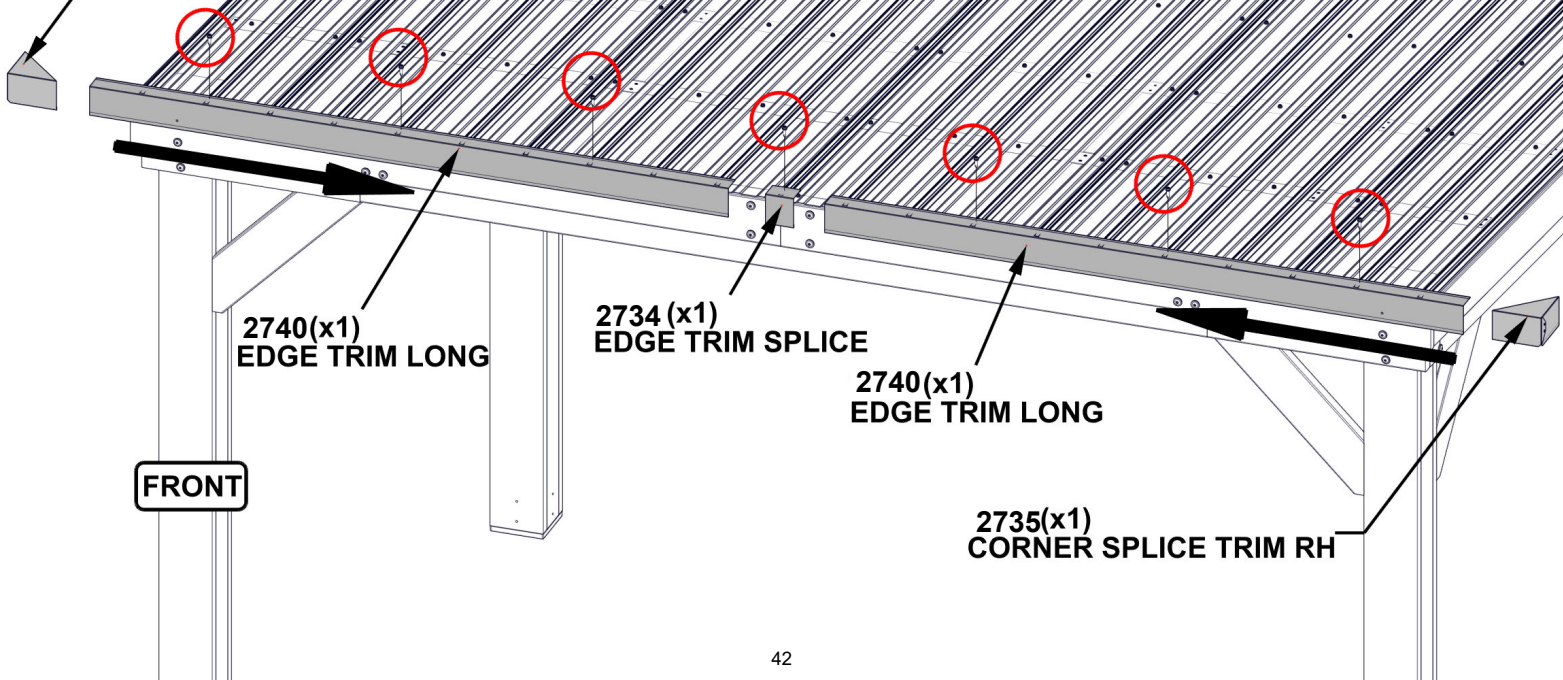 2740(x1)
EDGE TRIM LONG
2734 (x1)
EDGE TRIM SPLICE
2740(x1)
EDGE TRIM LONG
FRONT
2735(x1)
CORNER SPLICE TRIM RH
42